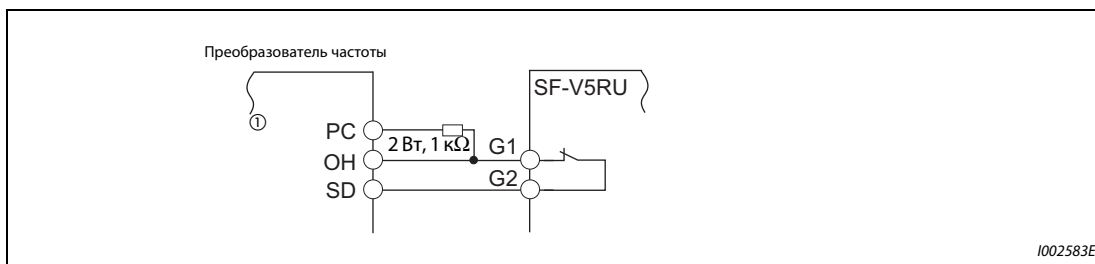 Преобразователь частоты
SF-V5RU
①
PC
2 Вт, 1 кΩ
G1
OH
G2
SD
I002583E